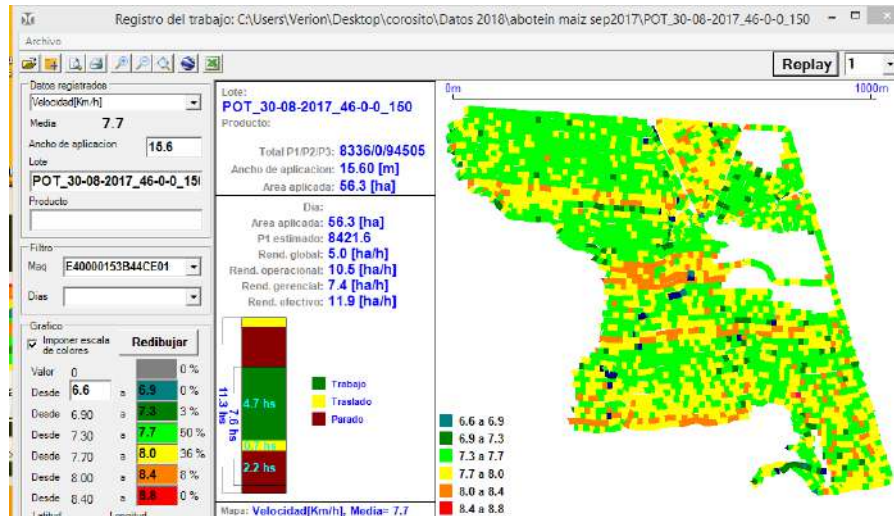 Registro del trabajo: C:\Users\Verion\Desktop\corosito\Datos 2018\abotein maiz sep2017\POT_30-08-2017_46-0-0_150
Archivo
Replay 1
Datos registrados
Velocidad[Km/h]
Media 7.7
Ancho de aplicacion 15.6
Lote
POT_30-08-2017_46-0-0_15
Producto
Filtro
Maq E40000153B44CE01
Dias
Grafico
Imponer escala de colores Redibujar
Valor 0 0 %
Desde 6.6 a 6.9 0 %
Desde 6.90 a 7.3 3 %
Desde 7.30 a 7.7 50 %
Desde 7.70 a 8.0 36 %
Desde 8.00 a 8.4 8 %
Desde 8.40 a 8.8 0 %
Lote:
POT_30-08-2017_46-0-0_150
Producto:
Total P1/P2/P3: 8336/0/94505
Ancho de aplicacion: 15.60 [m]
Area aplicada: 56.3 [ha]
Dia:
Area aplicada: 56.3 [ha]
P1 estimado: 8421.6
Rend. global: 5.0 [ha/h]
Rend. operacional: 10.5 [ha/h]
Rend. gerencial: 7.4 [ha/h]
Rend. efectivo: 11.9 [ha/h]
11.3 hs
7.6 hs
4.7 hs
0.7 hs
2.2 hs
Trabajo
Traslado
Parado
Mapa: Velocidad[Km/h], Media= 7.7
0m 1000m
6.6 a 6.9
6.9 a 7.3
7.3 a 7.7
7.7 a 8.0
8.0 a 8.4
8.4 a 8.8